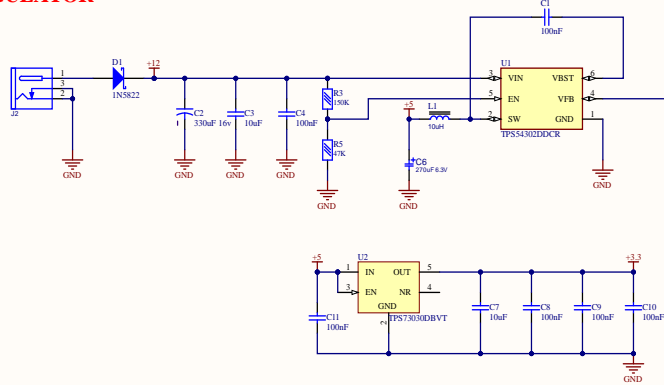 C1
100nF
D1
+12
1N5822
J2
1
3
2
C2
330uF 16v
C3
10uF
C4
100nF
R3
150K
R5
47K
+5
L1
10uH
C6
270uF 6.3V
U1
3
VIN
VBST
6
5
EN
VFB
4
2
SW
GND
1
TPS54302DDCR
GND
GND
GND
GND
GND
GND
+5
U2
1
IN
OUT
5
3
EN
NR
4
GND
2
TPS73030DBVT
C11
100nF
C7
10uF
C8
100nF
C9
100nF
+3.3
C10
100nF
GND